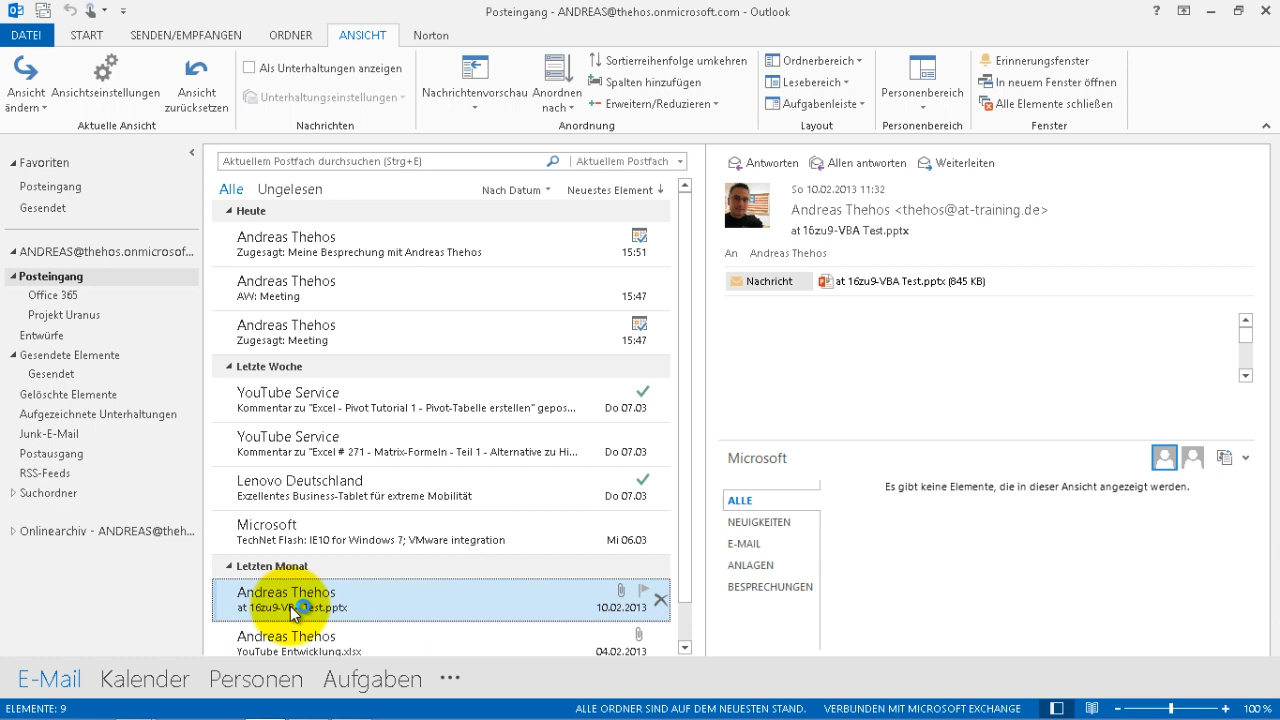 Posteingang - ANDREAS@thehos.onmicrosoft.com - Outlook
DATEI START SENDEN/EMPFANGEN ORDNER ANSICHT Norton
Ansicht ändern
Ansichtseinstellungen
Ansicht zurücksetzen
Aktuelle Ansicht
Als Unterhaltungen anzeigen
Unterhaltungseinstellungen
Nachrichten
Nachrichtenvorschau
Anordnen nach
Sortierreihenfolge umkehren
Spalten hinzufügen
Erweitern/Reduzieren
Anordnung
Ordnerbereich
Lesebereich
Aufgabenleiste
Layout
Personenbereich
Personenbereich
Erinnerungsfenster
In neuem Fenster öffnen
Alle Elemente schließen
Fenster
Favoriten
Posteingang
Gesendet
ANDREAS@thehos.onmicrosof...
Posteingang
Office 365
Projekt Uranus
Entwürfe
Gesendete Elemente
Gesendet
Gelöschte Elemente
Aufgezeichnete Unterhaltungen
Junk-E-Mail
Postausgang
RSS-Feeds
Suchordner
Onlinearchiv - ANDREAS@theh...
Aktuellem Postfach durchsuchen (Strg+E) Aktuellem Postfach
Alle Ungelesen Nach Datum Neuestes Element
Heute
Andreas Thehos
Zugesagt: Meine Besprechung mit Andreas Thehos 15:51
Andreas Thehos
AW: Meeting 15:47
Andreas Thehos
Zugesagt: Meeting 15:47
Letzte Woche
YouTube Service
Kommentar zu "Excel - Pivot Tutorial 1 - Pivot-Tabelle erstellen" gepos... Do 07.03
YouTube Service
Kommentar zu "Excel # 271 - Matrix-Formeln - Teil 1 - Alternative zu Hi... Do 07.03
Lenovo Deutschland
Exzellentes Business-Tablet für extreme Mobilität Do 07.03
Microsoft
TechNet Flash: IE10 for Windows 7; VMware integration Mi 06.03
Letzten Monat
Andreas Thehos
at 16zu9-VBA Test.pptx 10.02.2013
Andreas Thehos
YouTube Entwicklung.xlsx 04.02.2013
Antworten Allen antworten Weiterleiten
So 10.02.2013 11:32
Andreas Thehos <thehos@at-training.de>
at 16zu9-VBA Test.pptx
An Andreas Thehos
Nachricht at 16zu9-VBA Test.pptx (845 KB)
Microsoft
ALLE
NEUIGKEITEN
E-MAIL
ANLAGEN
BESPRECHUNGEN
Es gibt keine Elemente, die in dieser Ansicht angezeigt werden.
E-Mail Kalender Personen Aufgaben ...
ELEMENTE: 9 ALLE ORDNER SIND AUF DEM NEUESTEN STAND. VERBUNDEN MIT MICROSOFT EXCHANGE 100 %